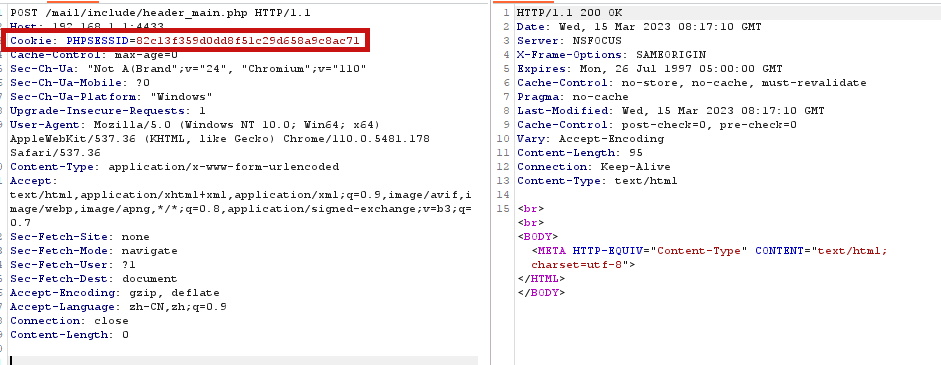 POST /mail/include/header_main.php HTTP/1.1
Host: 192.168.1.1:4433
Cookie: PHPSESSID=82c13f359d0dd8f51c29d658a9c8ac71
Cache-Control: max-age=0
Sec-Ch-Ua: "Not A(Brand";v="24", "Chromium";v="110"
Sec-Ch-Ua-Mobile: ?0
Sec-Ch-Ua-Platform: "Windows"
Upgrade-Insecure-Requests: 1
User-Agent: Mozilla/5.0 (Windows NT 10.0; Win64; x64)
AppleWebKit/537.36 (KHTML, like Gecko) Chrome/110.0.5481.178
Safari/537.36
Content-Type: application/x-www-form-urlencoded
Accept:
text/html,application/xhtml+xml,application/xml;q=0.9,image/avif,i
mage/webp,image/apng,*/*;q=0.8,application/signed-exchange;v=b3;q=
0.7
Sec-Fetch-Site: none
Sec-Fetch-Mode: navigate
Sec-Fetch-User: ?1
Sec-Fetch-Dest: document
Accept-Encoding: gzip, deflate
Accept-Language: zh-CN,zh;q=0.9
Connection: close
Content-Length: 0
1 HTTP/1.1 200 OK
2 Date: Wed, 15 Mar 2023 08:17:10 GMT
3 Server: NSFOCUS
4 X-Frame-Options: SAMEORIGIN
5 Expires: Mon, 26 Jul 1997 05:00:00 GMT
6 Cache-Control: no-store, no-cache, must-revalidate
7 Pragma: no-cache
8 Last-Modified: Wed, 15 Mar 2023 08:17:10 GMT
9 Cache-Control: post-check=0, pre-check=0
10 Vary: Accept-Encoding
11 Content-Length: 95
12 Connection: Keep-Alive
13 Content-Type: text/html
14
15 <br>
<br>
<BODY>
<META HTTP-EQUIV="Content-Type" CONTENT="text/html;
charset=utf-8">
</HTML>
</BODY>